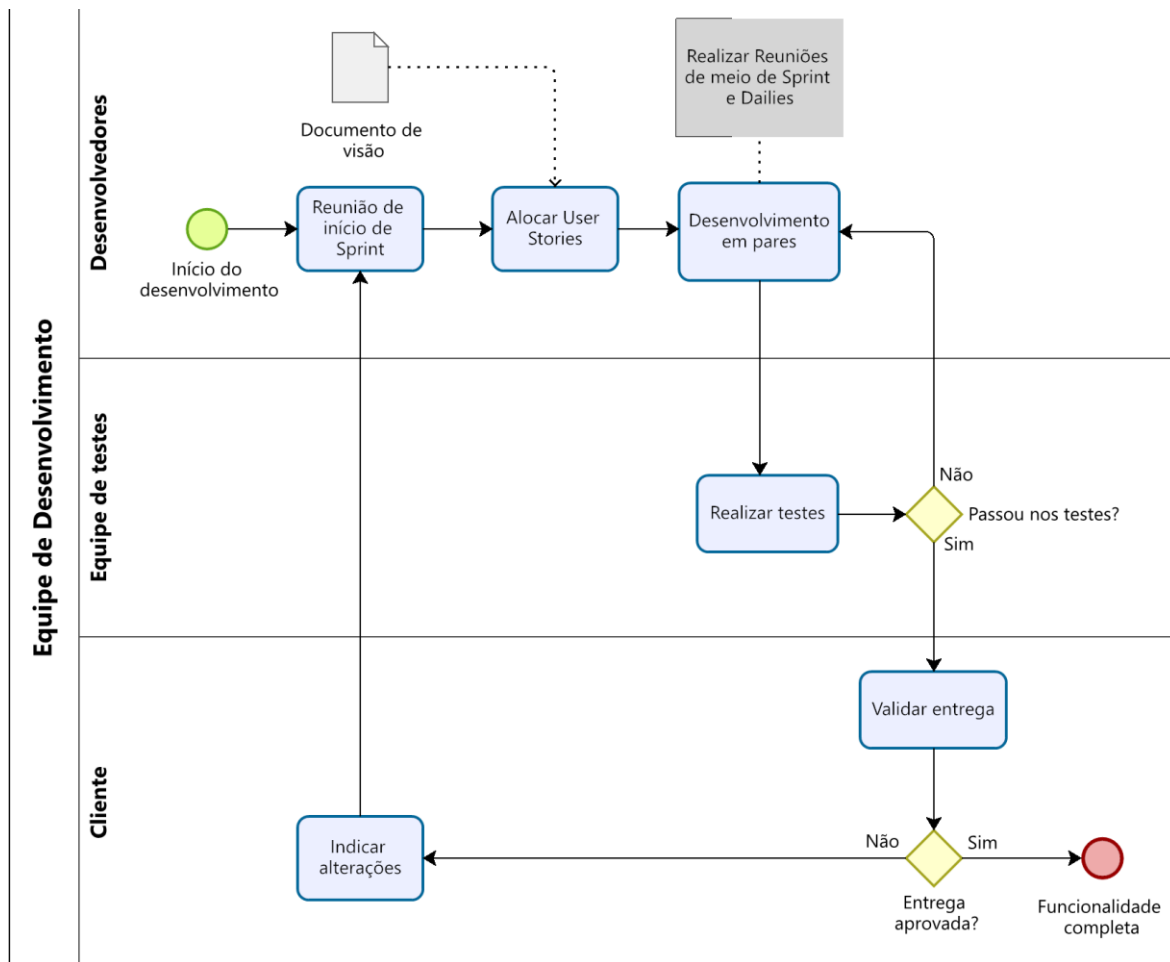 Equipe de Desenvolvimento
Desenvolvedores
Documento de
visão
Realizar Reuniões
de meio de Sprint
e Dailies
Início do
desenvolvimento
Reunião de
início de
Sprint
Alocar User
Stories
Desenvolvimento
em pares
Equipe de testes
Realizar testes
Não
Passou nos testes?
Sim
Cliente
Validar entrega
Indicar
alterações
Não
Sim
Entrega
aprovada?
Funcionalidade
completa